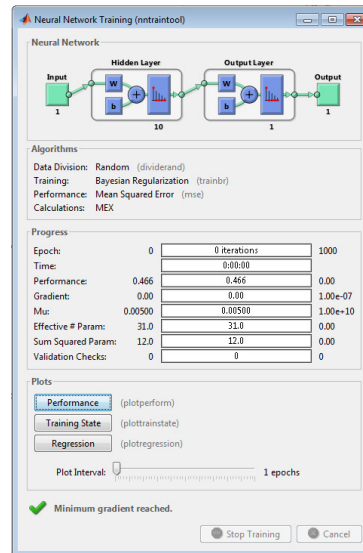 Neural Network Training (nntraintool)
Neural Network
Hidden Layer Output Layer
Input Output
W W
+ +
b b
1 1
10 1
Algorithms
Data Division: Random (dividerand)
Training: Bayesian Regularization (trainbr)
Performance: Mean Squared Error (mse)
Calculations: MEX
Progress
Epoch: 0 0 iterations 1000
Time: 0:00:00
Performance: 0.466 0.466 0.00
Gradient: 0.00 0.00 1.00e-07
Mu: 0.00500 0.00500 1.00e+10
Effective # Param: 31.0 31.0 0.00
Sum Squared Param: 12.0 12.0 0.00
Validation Checks: 0 0 0
Plots
Performance (plotperform)
Training State (plottrainstate)
Regression (plotregression)
Plot Interval: 1 epochs
Minimum gradient reached.
Stop Training Cancel